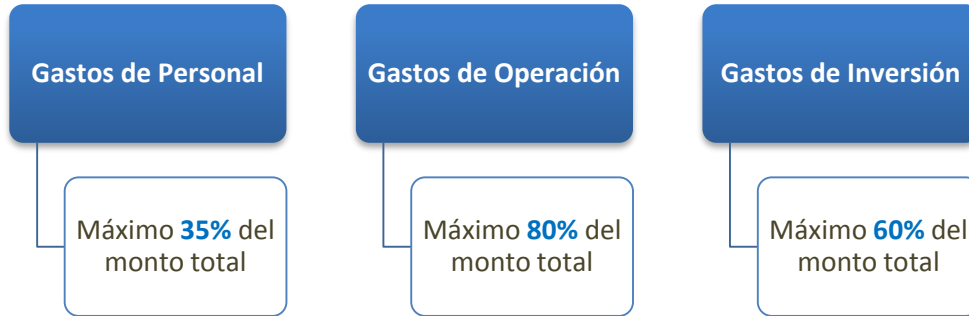 Gastos de Personal
Máximo 35% del
monto total
Gastos de Operación
Máximo 80% del
monto total
Gastos de Inversión
Máximo 60% del
monto total